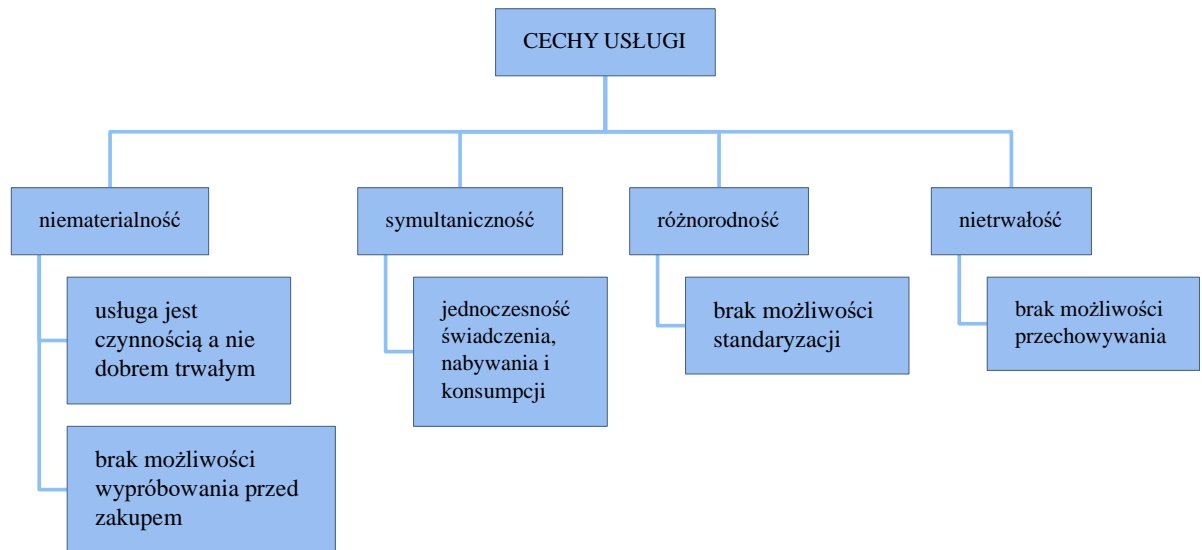 CECHY USŁUGI
niematerialność
symultaniczność
różnorodność
nietrwałość
usługa jest
czynnością a nie
dobrem trwałym
jednoczesność
świadczenia,
nabywania i
konsumpcji
brak możliwości
standaryzacji
brak możliwości
przechowywania
brak możliwości
wypróbowania przed
zakupem